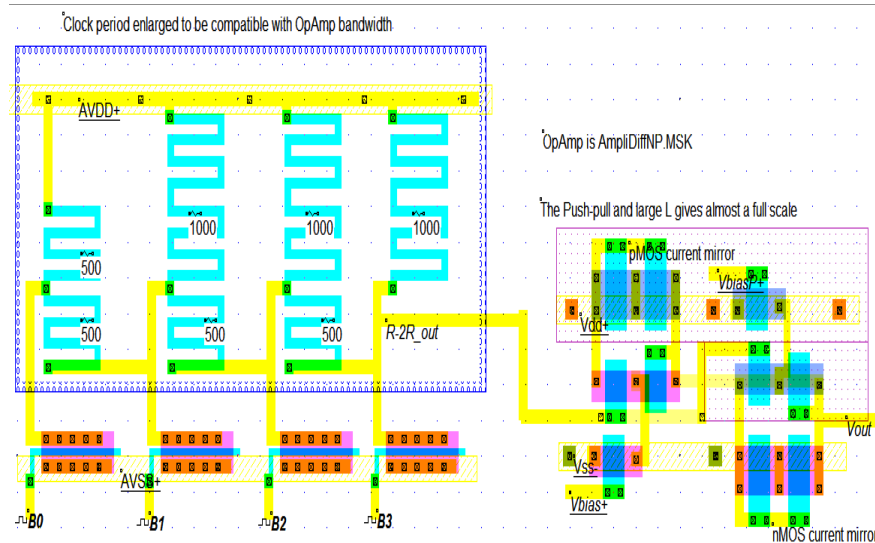 Clock period enlarged to be compatible with OpAmp bandwidth
AVDD+
OpAmp is AmpliDiffNP.MSK
The Push-pull and large L gives almost a full scale
1000
1000
1000
500
pMOS current mirror
VbiasP+
Vdd+
500
500
500
R-2R_out
Vout
Vss-
AVS
+
Vbias+
B0
B1
B2
B3
nMOS current mirror